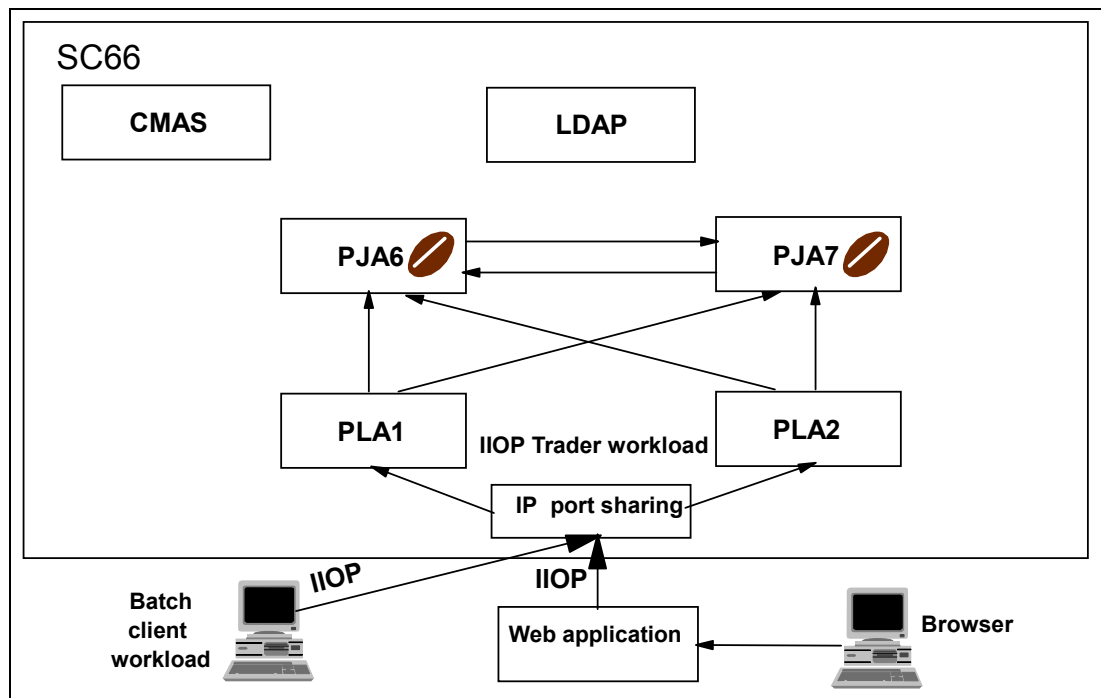 SC66
CMAS
LDAP
PJA6
PJA7
PLA1
PLA2
IIOP Trader workload
IP port sharing
IIOP
IIOP
Batch
client
workload
Web application
Browser